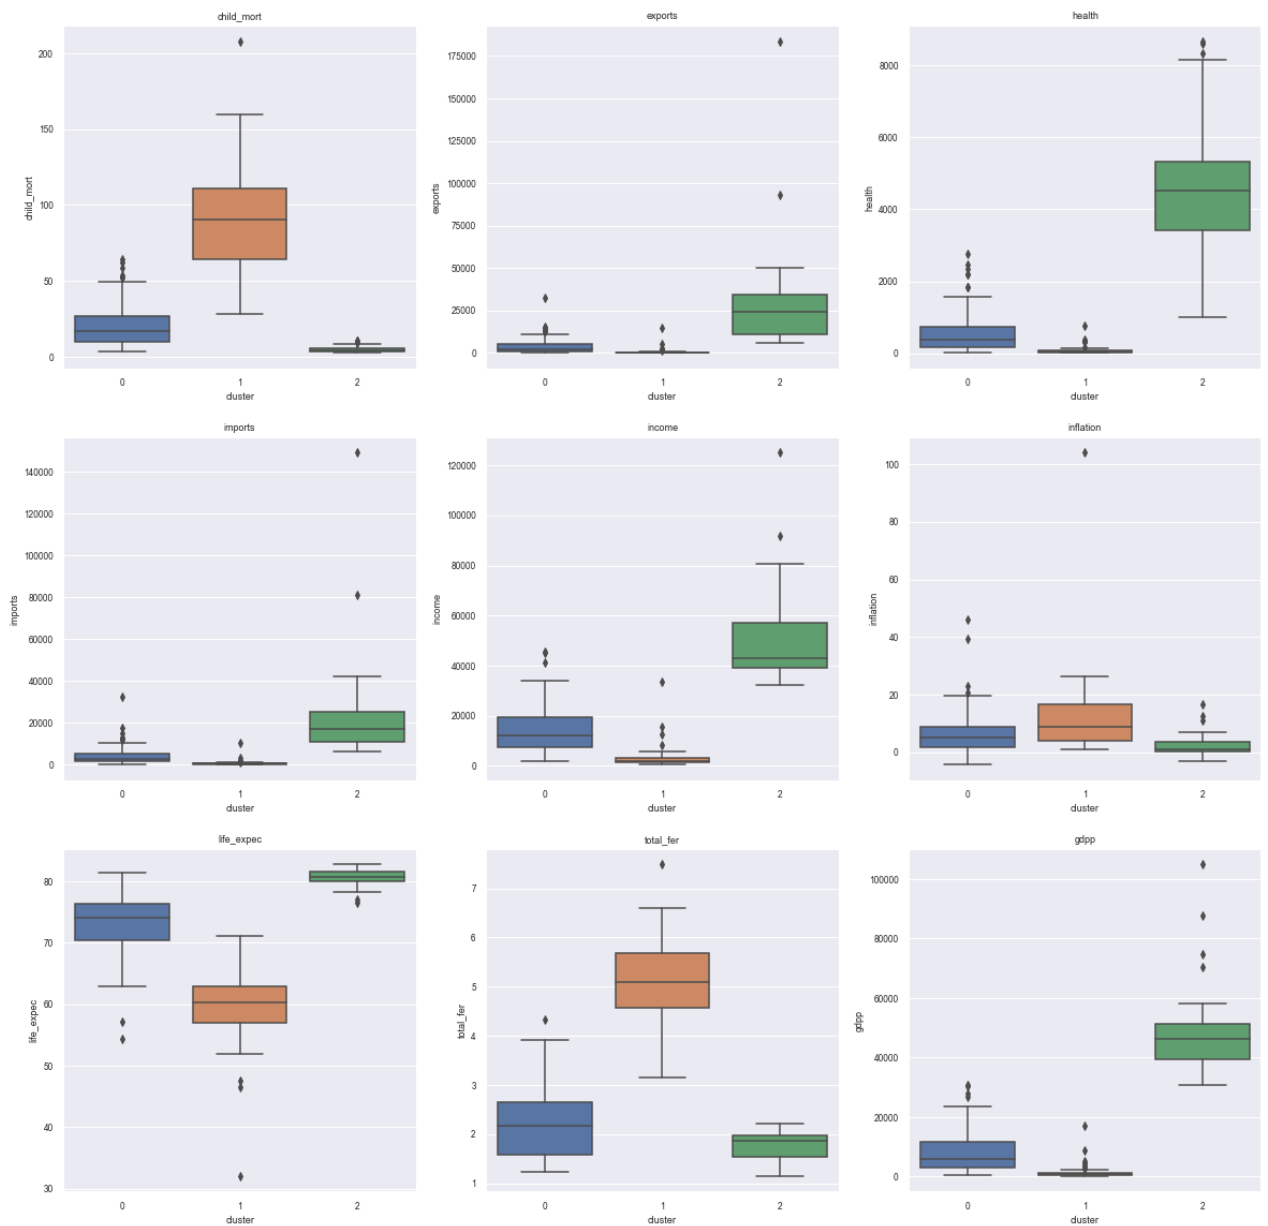 child_mort
200
150
100
50
0
child_mort
0 1 2
cluster
exports
175000
150000
125000
100000
75000
50000
25000
0
exports
0 1 2
cluster
health
8000
6000
4000
2000
0
health
0 1 2
cluster
imports
140000
120000
100000
80000
60000
40000
20000
0
imports
0 1 2
cluster
income
120000
100000
80000
60000
40000
20000
0
income
0 1 2
cluster
inflation
100
80
60
40
20
0
inflation
0 1 2
cluster
life_expec
80
70
60
50
40
30
life_expec
0 1 2
cluster
total_fer
7
6
5
4
3
2
1
total_fer
0 1 2
cluster
gdpp
100000
80000
60000
40000
20000
0
gdpp
0 1 2
cluster